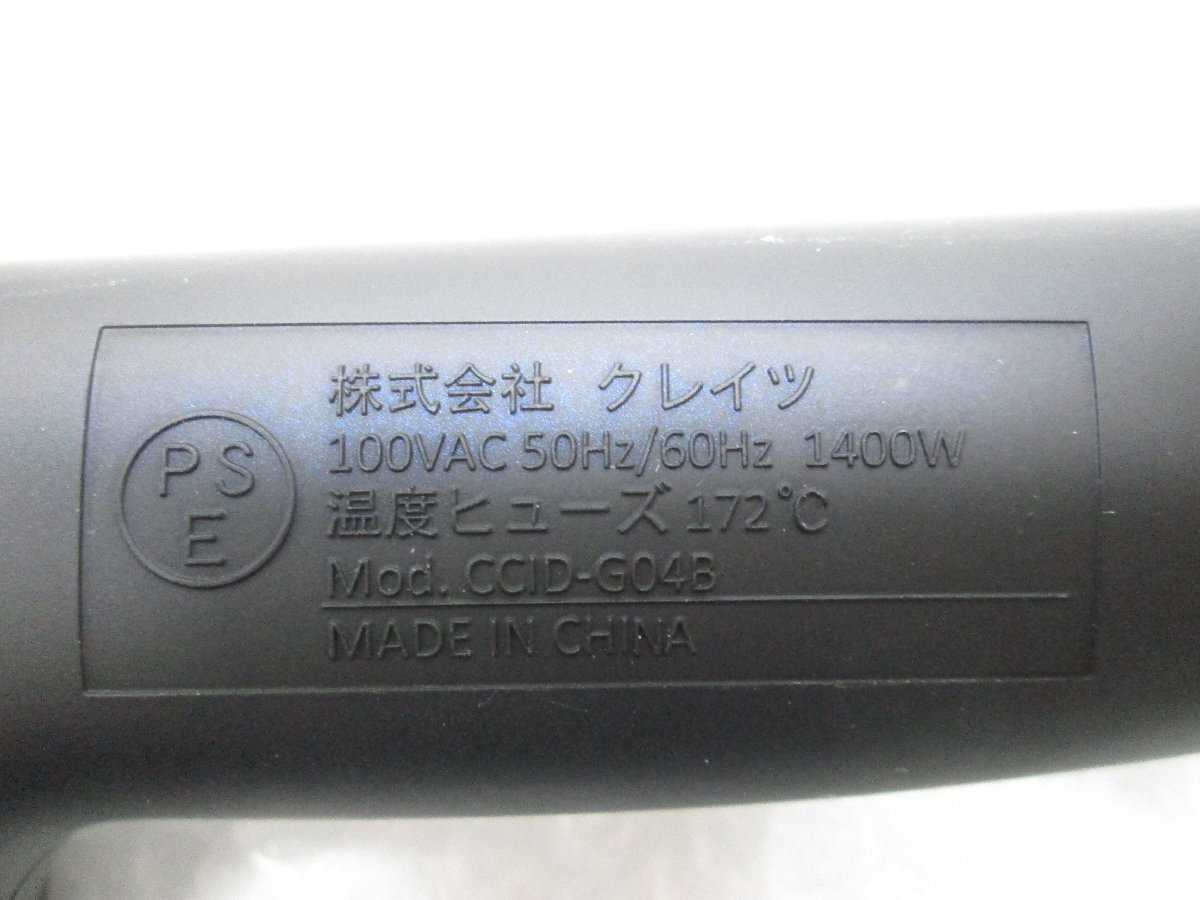 PS
E
株式会社 クレイツ
100VAC 50Hz/60Hz 1400W
温度ヒューズ 172℃
Mod. CCID-G04B
MADE IN CHINA